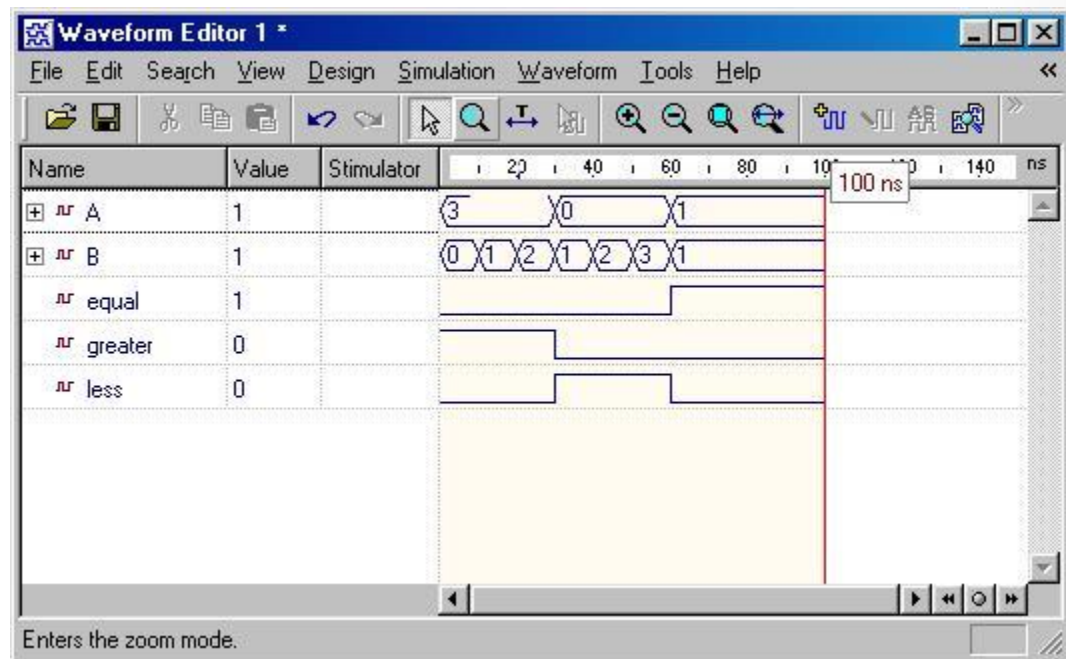 Waveform Editor 1 *
File Edit Search View Design Simulation Waveform Tools Help
Name Value Stimulator 20 40 60 80 140 ns
100 ns
A 1 3 0 1
B 1 0 1 2 1 2 3 1
equal 1
greater 0
less 0
Enters the zoom mode.